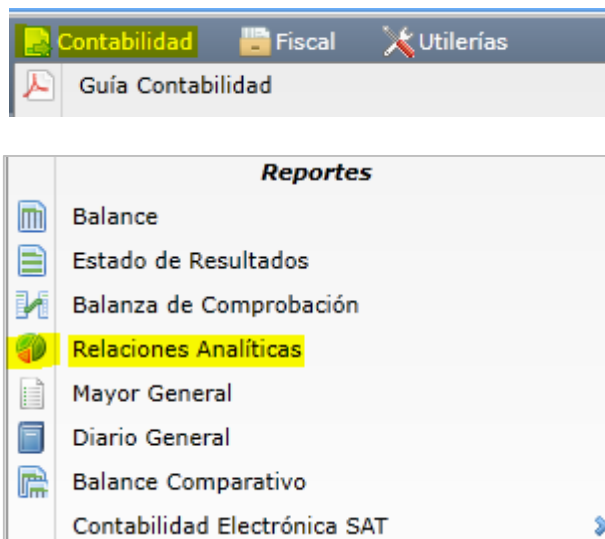 Contabilidad Fiscal Utilerías
Guía Contabilidad
Reportes
Balance
Estado de Resultados
Balanza de Comprobación
Relaciones Analíticas
Mayor General
Diario General
Balance Comparativo
Contabilidad Electrónica SAT